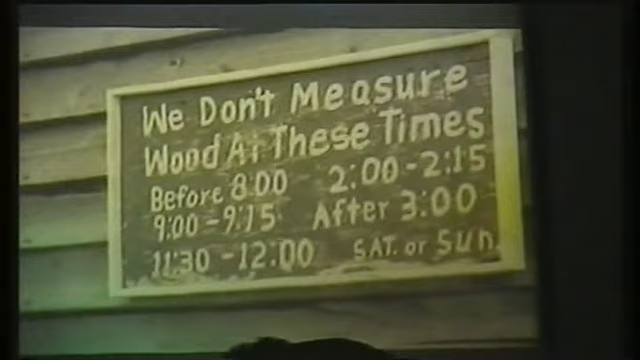 We Don't Measure
Wood At These Times
Before 8:00 2:00-2:15
9:00-9:15 After 3:00
11:30-12:00 SAT. or Sun.